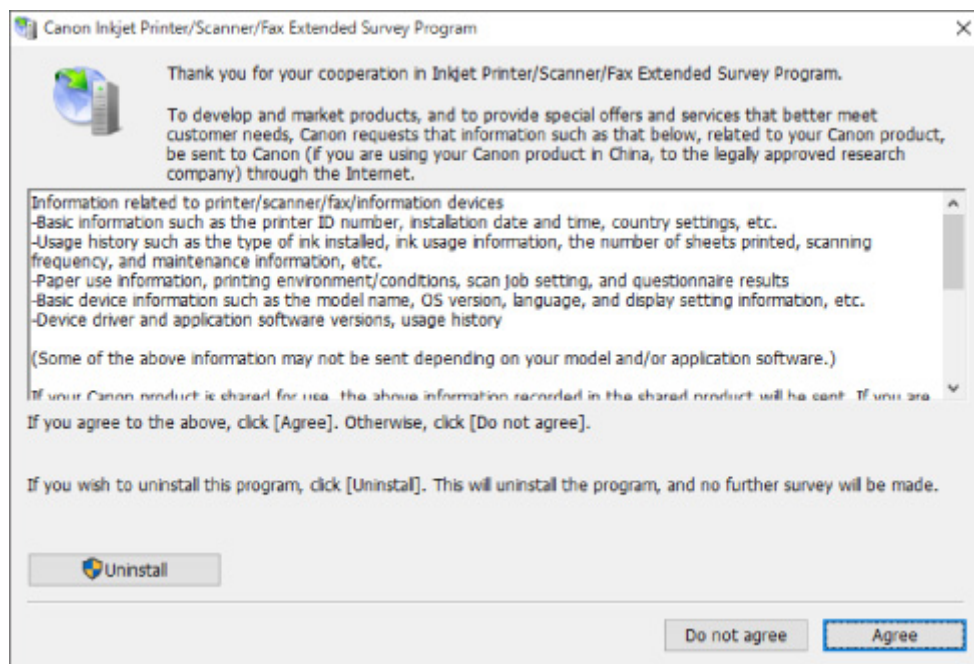 Canon Inkjet Printer/Scanner/Fax Extended Survey Program
Thank you for your cooperation in Inkjet Printer/Scanner/Fax Extended Survey Program.
To develop and market products, and to provide special offers and services that better meet
customer needs, Canon requests that information such as that below, related to your Canon product,
be sent to Canon (if you are using your Canon product in China, to the legally approved research
company) through the Internet.
Information related to printer/scanner/fax/information devices
-Basic information such as the printer ID number, installation date and time, country settings, etc.
-Usage history such as the type of ink installed, ink usage information, the number of sheets printed, scanning
frequency, and maintenance information, etc.
-Paper use information, printing environment/conditions, scan job setting, and questionnaire results
-Basic device information such as the model name, OS version, language, and display setting information, etc.
-Device driver and application software versions, usage history
(Some of the above information may not be sent depending on your model and/or application software.)
If your Canon product is shared for use, the above information recorded in the shared product will be sent. If you are
If you agree to the above, click [Agree]. Otherwise, click [Do not agree].
If you wish to uninstall this program, click [Uninstall]. This will uninstall the program, and no further survey will be made.
Uninstall
Do not agree
Agree